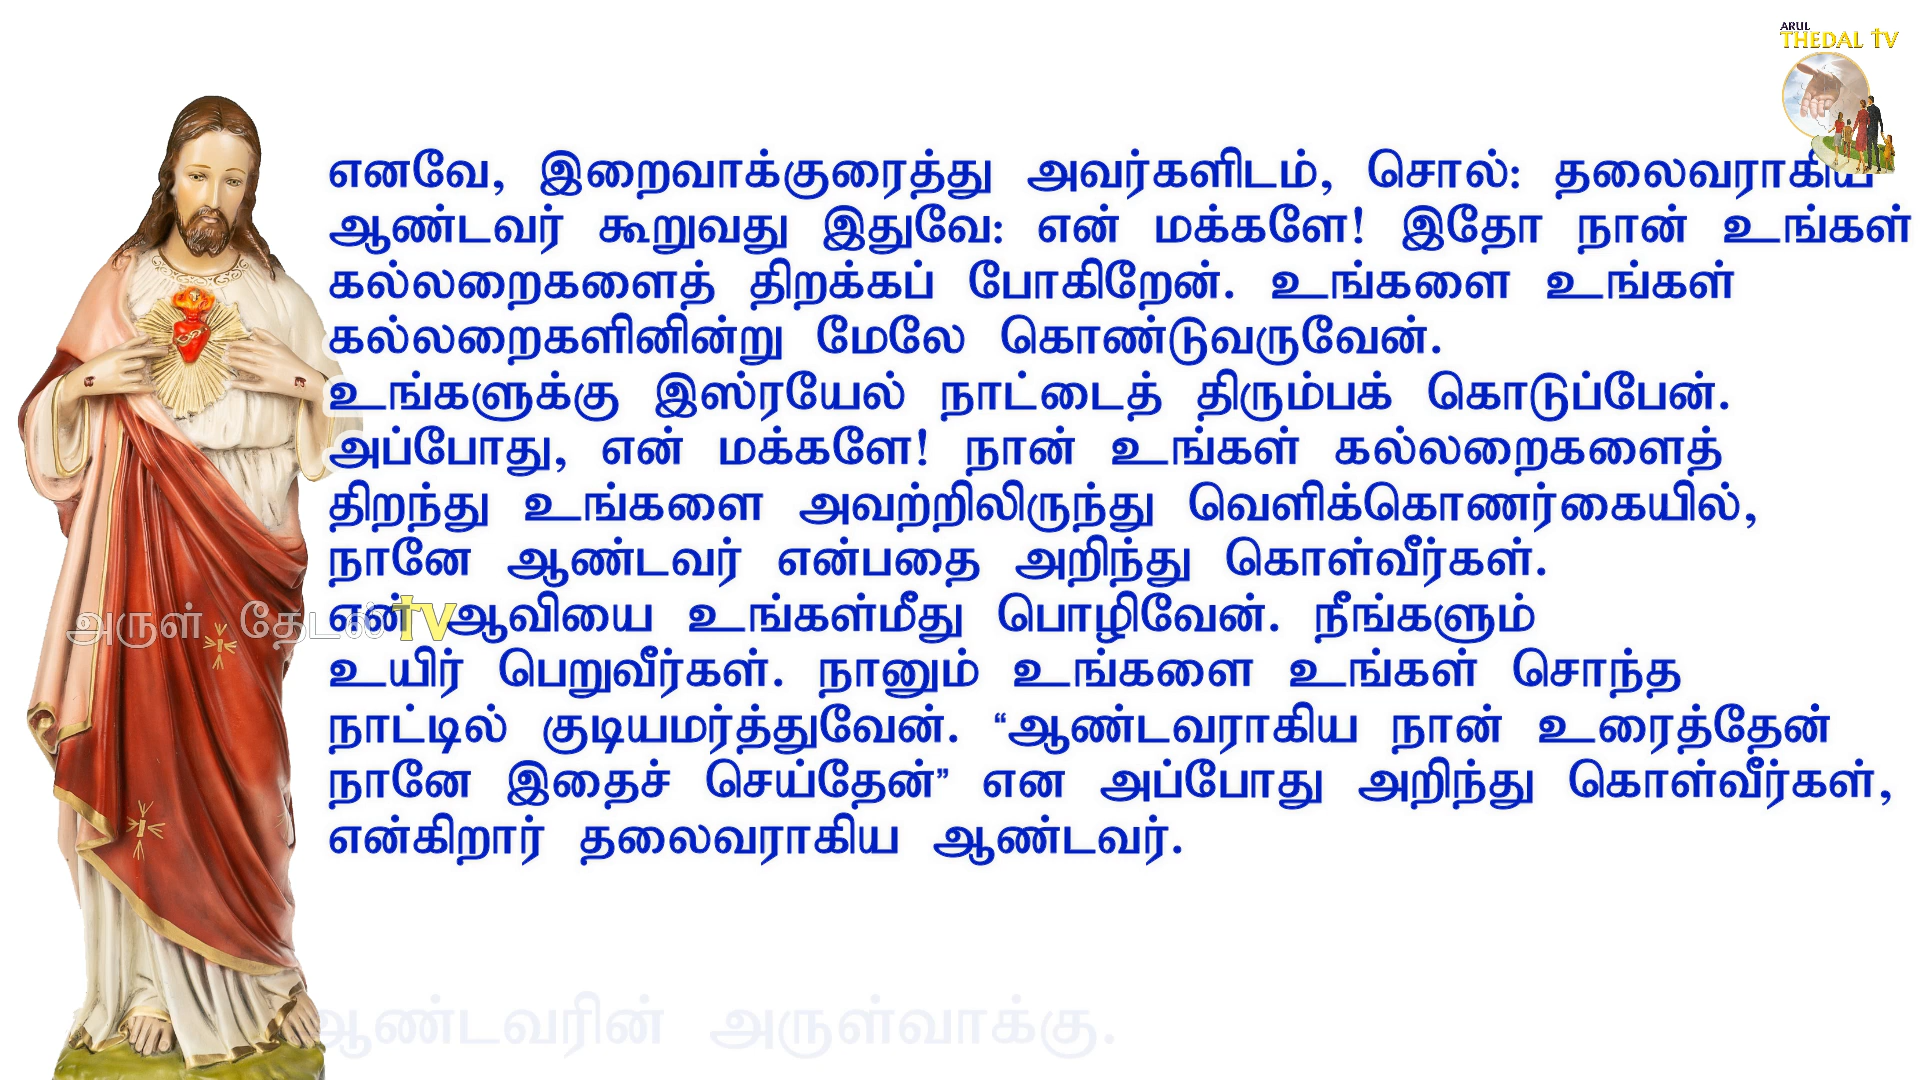 ARUL
THEDAL TV
எனவே, இறைவாக்குரைத்து அவர்களிடம், சொல்: தலைவராகிய
ஆண்டவர் கூறுவது இதுவே: என் மக்களே! இதோ நான் உங்கள்
கல்லறைகளைத் திறக்கப் போகிறேன். உங்களை உங்கள்
கல்லறைகளினின்று மேலே கொண்டுவருவேன்.
உங்களுக்கு இஸ்ரயேல் நாட்டைத் திரும்பக் கொடுப்பேன்.
அப்போது, என் மக்களே! நான் உங்கள் கல்லறைகளைத்
திறந்து உங்களை அவற்றிலிருந்து வெளிக்கொணர்கையில்,
நானே ஆண்டவர் என்பதை அறிந்து கொள்வீர்கள்.
என் ஆவியை உங்கள்மீது பொழிவேன். நீங்களும்
அருள் தேடல் TV
உயிர் பெறுவீர்கள். நானும் உங்களை உங்கள் சொந்த
நாட்டில் குடியமர்த்துவேன். “ஆண்டவராகிய நான் உரைத்தேன்
நானே இதைச் செய்தேன்” என அப்போது அறிந்து கொள்வீர்கள்,
என்கிறார் தலைவராகிய ஆண்டவர்.
ஆண்டவரின் அருள்வாக்கு.